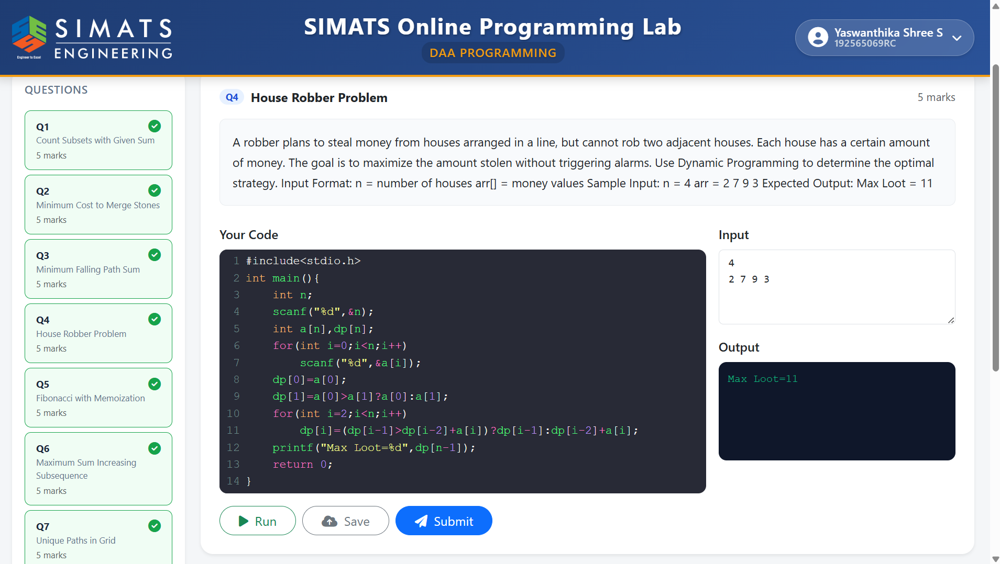 SIMATS
ENGINEERING
Engineer to Excel
SIMATS Online Programming Lab
DAA PROGRAMMING
Yaswanthika Shree S
192565069RC
QUESTIONS
Q1
Count Subsets with Given Sum
5 marks
Q2
Minimum Cost to Merge Stones
5 marks
Q3
Minimum Falling Path Sum
5 marks
Q4
House Robber Problem
5 marks
Q5
Fibonacci with Memoization
5 marks
Q6
Maximum Sum Increasing
Subsequence
5 marks
Q7
Unique Paths in Grid
5 marks
Q4 House Robber Problem
5 marks
A robber plans to steal money from houses arranged in a line, but cannot rob two adjacent houses. Each house has a certain amount
of money. The goal is to maximize the amount stolen without triggering alarms. Use Dynamic Programming to determine the optimal
strategy. Input Format: n = number of houses arr[] = money values Sample Input: n = 4 arr = 2 7 9 3 Expected Output: Max Loot = 11
Your Code
1 #include<stdio.h>
2 int main(){
3     int n;
4     scanf("%d",&n);
5     int a[n],dp[n];
6     for(int i=0;i<n;i++)
7         scanf("%d",&a[i]);
8     dp[0]=a[0];
9     dp[1]=a[0]>a[1]?a[0]:a[1];
10     for(int i=2;i<n;i++)
11         dp[i]=(dp[i-1]>dp[i-2]+a[i])?dp[i-1]:dp[i-2]+a[i];
12     printf("Max Loot=%d",dp[n-1]);
13     return 0;
14 }
Run
Save
Submit
Input
4
2 7 9 3
Output
Max Loot=11